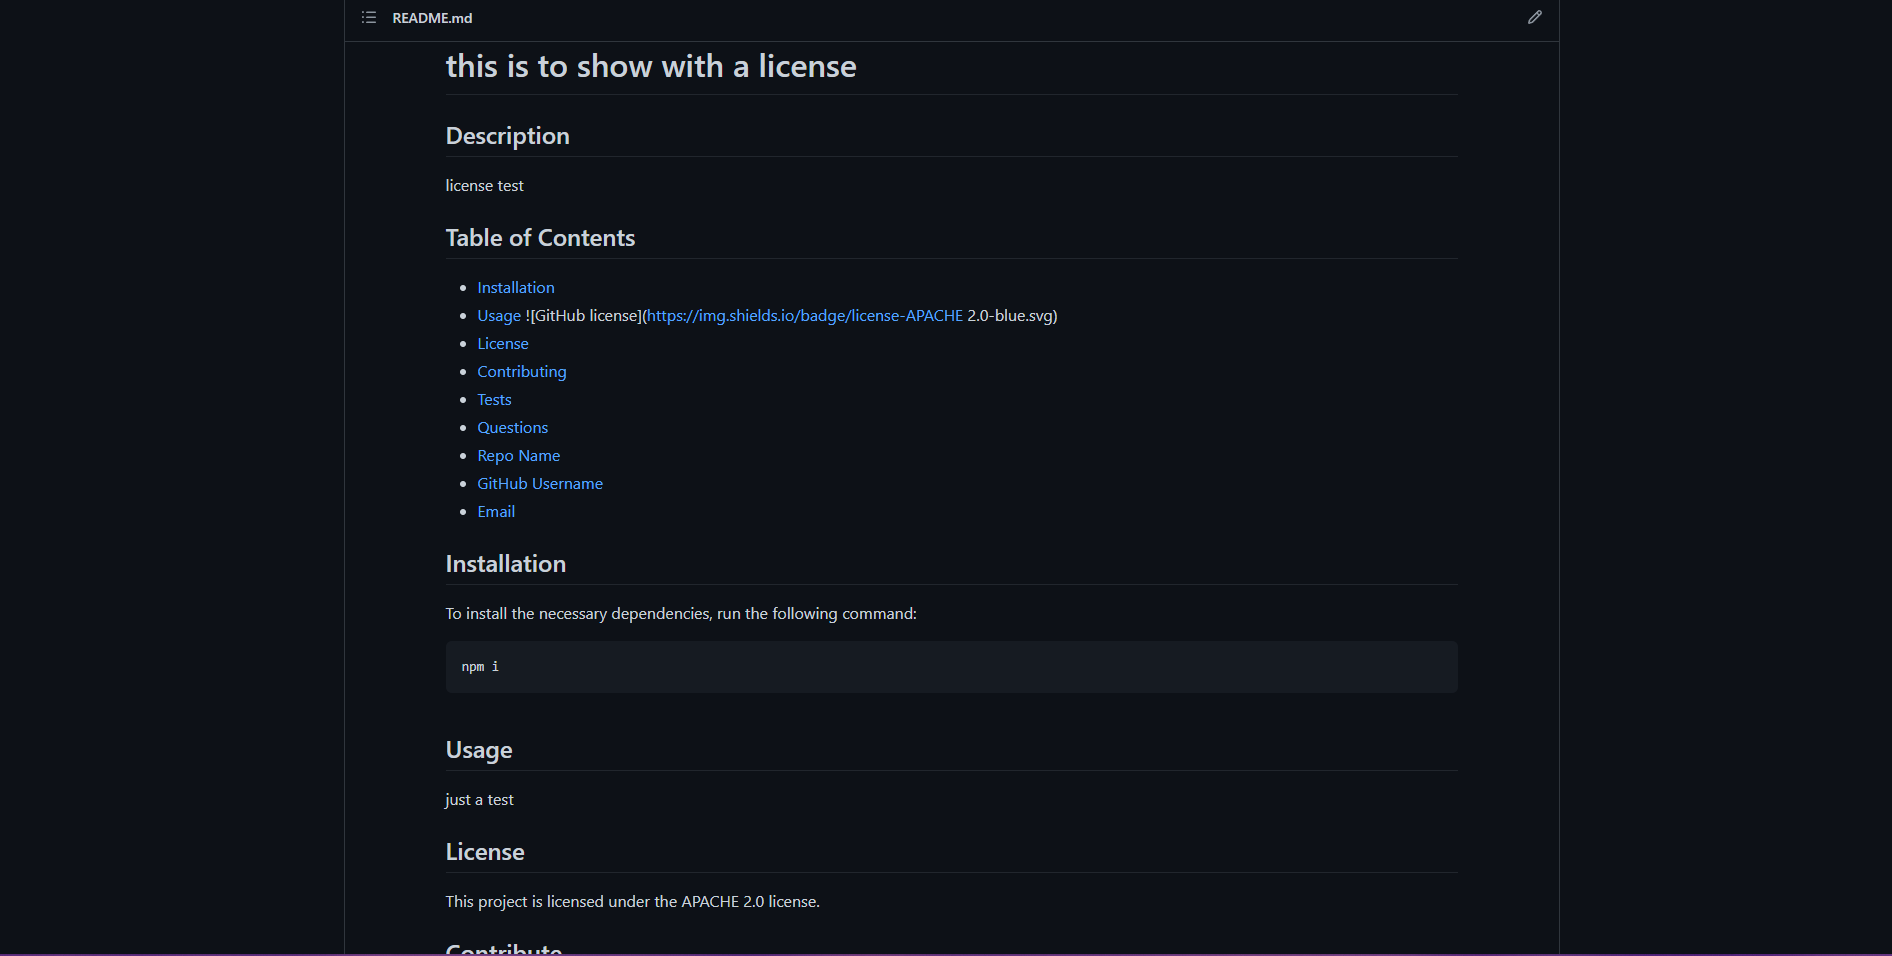 README.md
this is to show with a license
Description
license test
Table of Contents
Installation
Usage ![GitHub license](https://img.shields.io/badge/license-APACHE 2.0-blue.svg)
License
Contributing
Tests
Questions
Repo Name
GitHub Username
Email
Installation
To install the necessary dependencies, run the following command:
npm i
Usage
just a test
License
This project is licensed under the APACHE 2.0 license.
Contribute